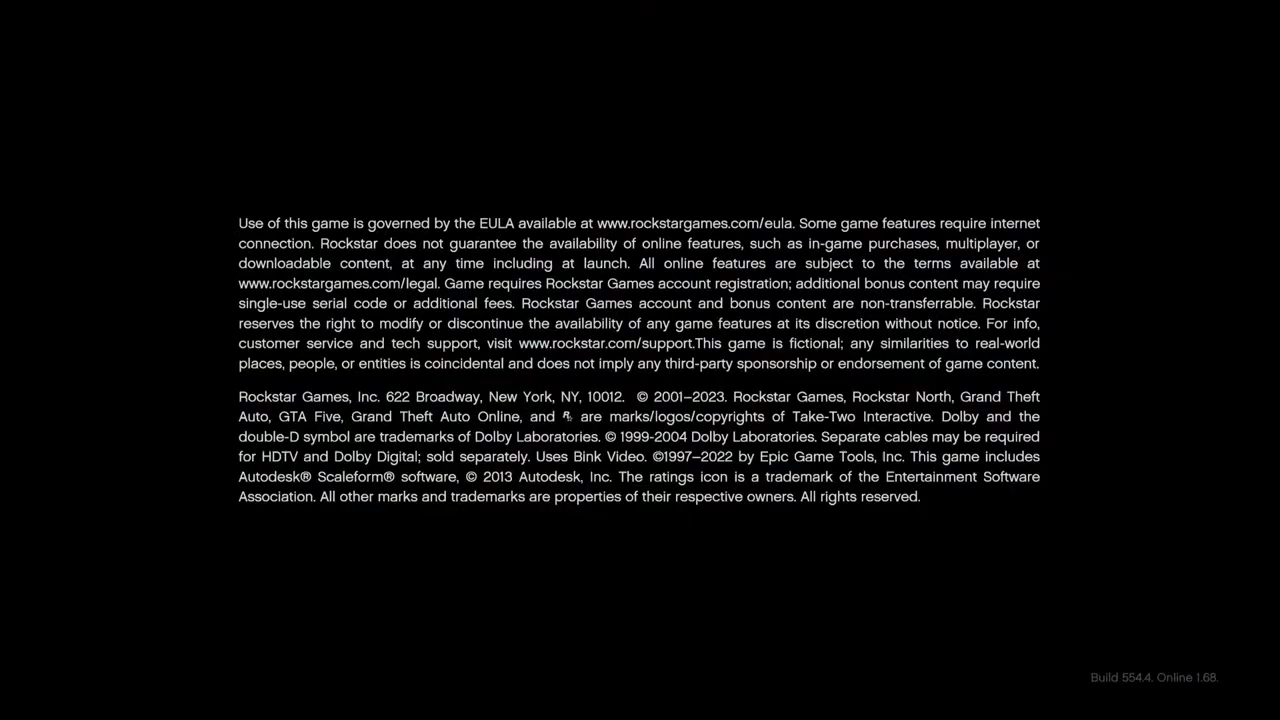 Use of this game is governed by the EULA available at www.rockstargames.com/eula. Some game features require internet
connection. Rockstar does not guarantee the availability of online features, such as in-game purchases, multiplayer, or
downloadable content, at any time including at launch. All online features are subject to the terms available at
www.rockstargames.com/legal. Game requires Rockstar Games account registration; additional bonus content may require
single-use serial code or additional fees. Rockstar Games account and bonus content are non-transferrable. Rockstar
reserves the right to modify or discontinue the availability of any game features at its discretion without notice. For info,
customer service and tech support, visit www.rockstar.com/support.This game is fictional; any similarities to real-world
places, people, or entities is coincidental and does not imply any third-party sponsorship or endorsement of game content.
Rockstar Games, Inc. 622 Broadway, New York, NY, 10012. © 2001–2023. Rockstar Games, Rockstar North, Grand Theft
Auto, GTA Five, Grand Theft Auto Online, and R* are marks/logos/copyrights of Take-Two Interactive. Dolby and the
double-D symbol are trademarks of Dolby Laboratories. © 1999-2004 Dolby Laboratories. Separate cables may be required
for HDTV and Dolby Digital; sold separately. Uses Bink Video. ©1997–2022 by Epic Game Tools, Inc. This game includes
Autodesk® Scaleform® software, © 2013 Autodesk, Inc. The ratings icon is a trademark of the Entertainment Software
Association. All other marks and trademarks are properties of their respective owners. All rights reserved.
Build 554.4. Online 1.68.